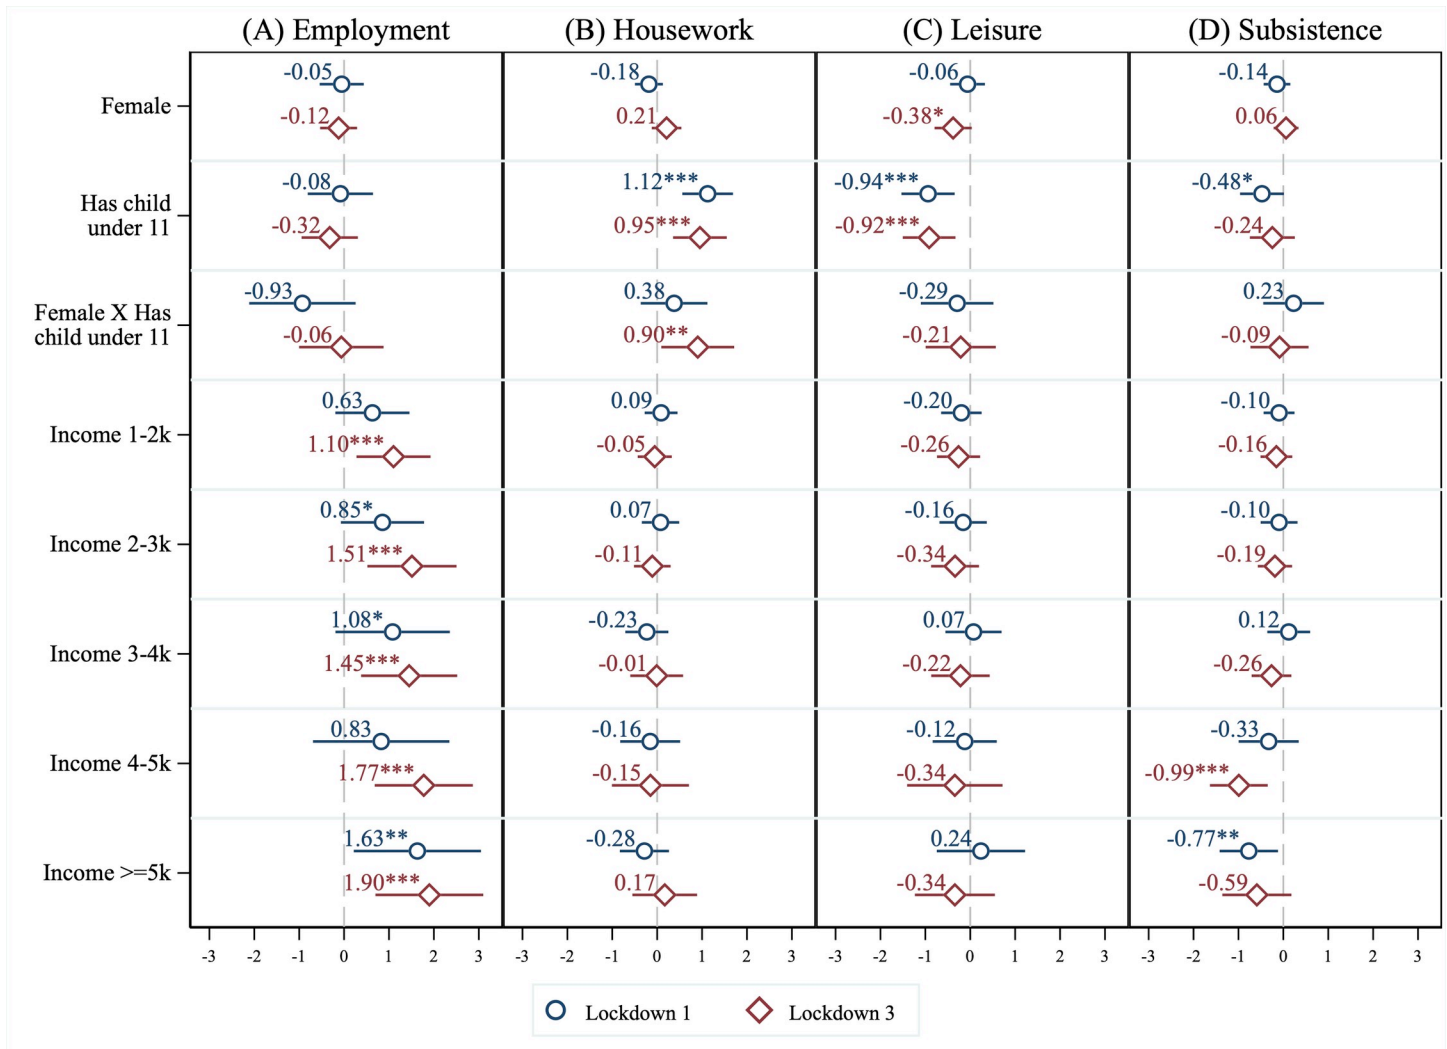 (A) Employment (B) Housework (C) Leisure (D) Subsistence
-0.05 -0.18 -0.06 -0.14
Female
-0.12 0.21 -0.38* 0.06
-0.08 1.12*** -0.94*** -0.48*
Has child
under 11
-0.32 0.95*** -0.92*** -0.24
-0.93 0.38 -0.29 0.23
Female X Has
child under 11
-0.06 0.90** -0.21 -0.09
0.63 0.09 -0.20 -0.10
Income 1-2k
1.10*** -0.05 -0.26 -0.16
0.85* 0.07 -0.16 -0.10
Income 2-3k
1.51*** -0.11 -0.34 -0.19
1.08* -0.23 0.07 0.12
Income 3-4k
1.45*** -0.01 -0.22 -0.26
0.83 -0.16 -0.12 -0.33
Income 4-5k
1.77*** -0.15 -0.34 -0.99***
1.63** -0.28 0.24 -0.77**
Income >=5k
1.90*** 0.17 -0.34 -0.59
-3 -2 -1 0 1 2 3 -3 -2 -1 0 1 2 3 -3 -2 -1 0 1 2 3 -3 -2 -1 0 1 2 3
Lockdown 1 Lockdown 3